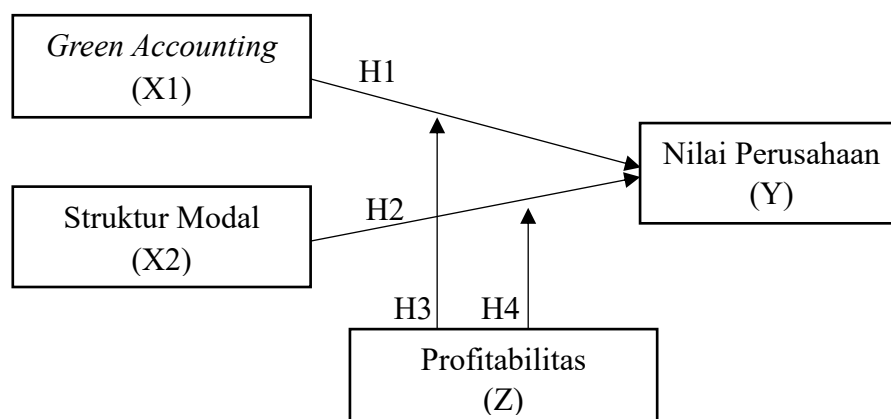 Green Accounting
(X1)
H1
Nilai Perusahaan
(Y)
Struktur Modal
(X2)
H2
H3
H4
Profitabilitas
(Z)